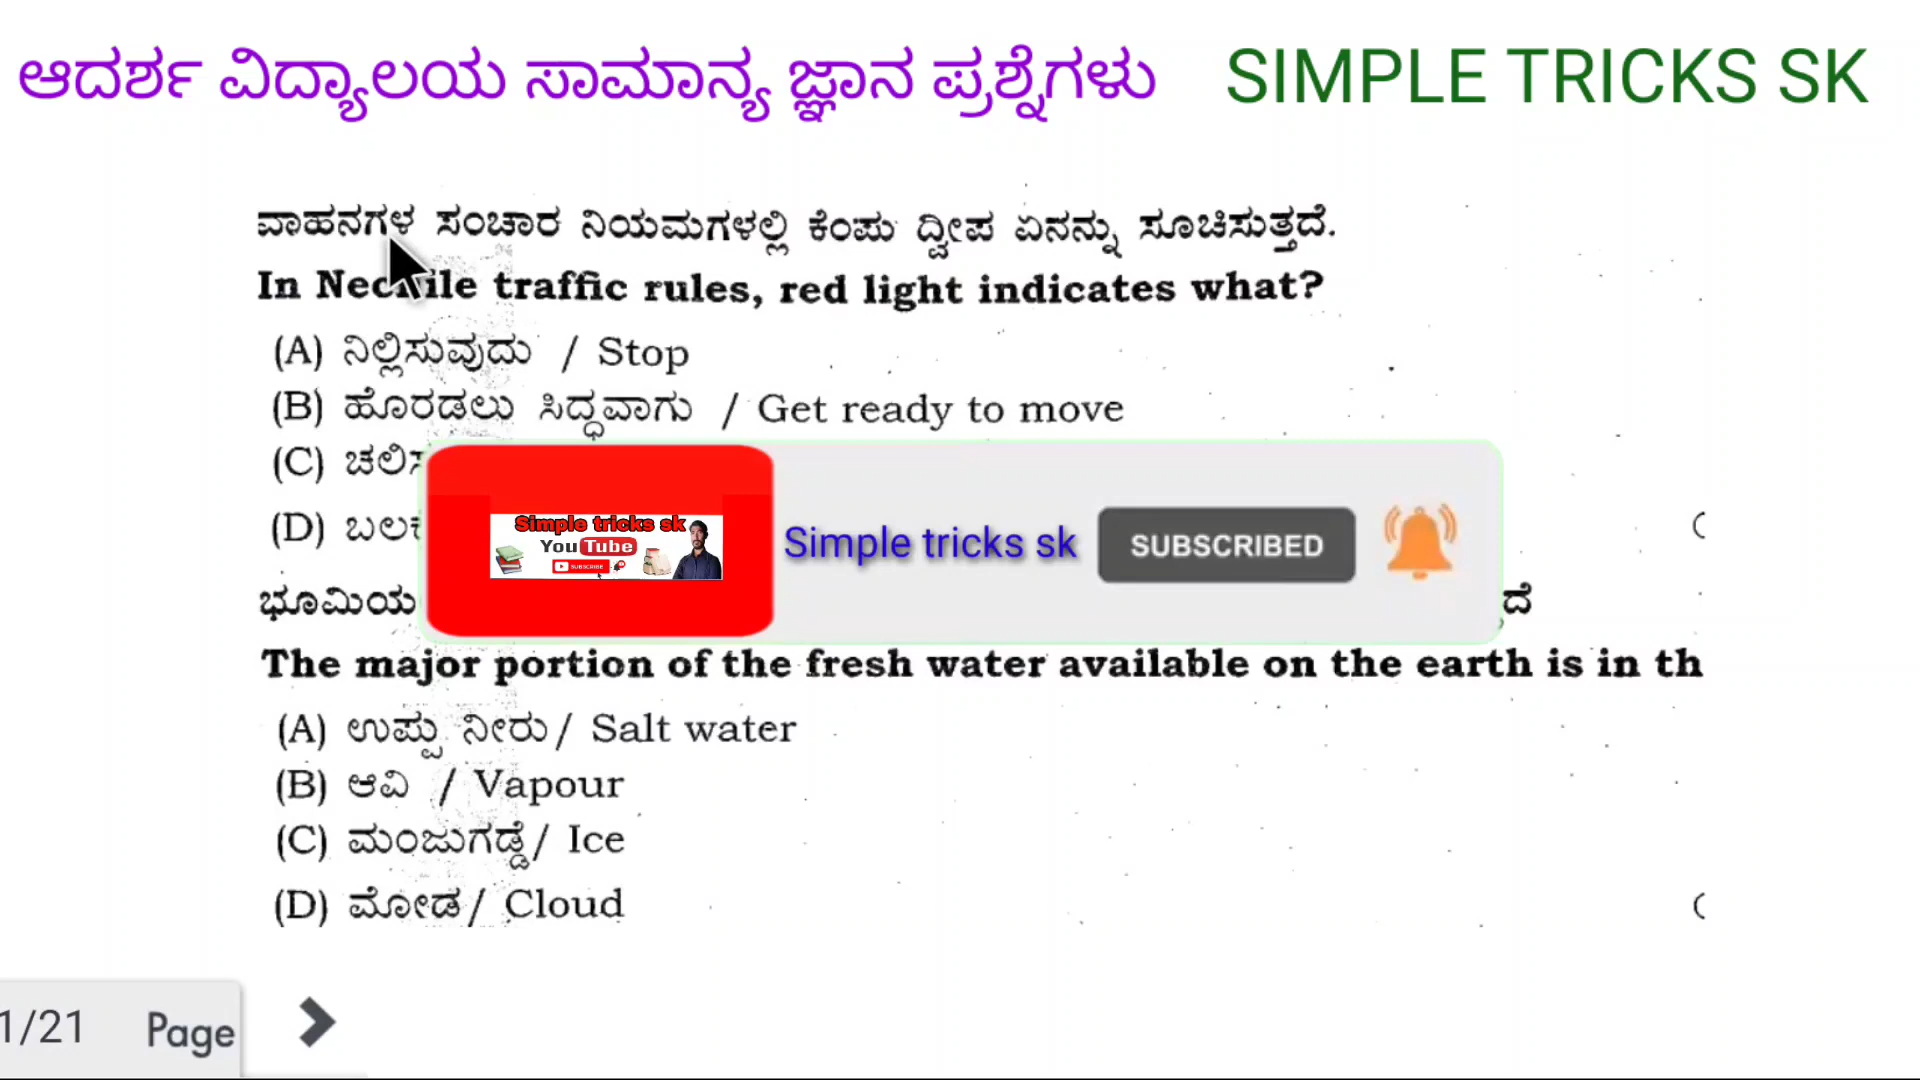 ಆದರ್ಶ ವಿದ್ಯಾಲಯ ಸಾಮಾನ್ಯ ಜ್ಞಾನ ಪ್ರಶ್ನೆಗಳು SIMPLE TRICKS SK
ವಾಹನಗಳ ಸಂಚಾರ ನಿಯಮಗಳಲ್ಲಿ ಕೆಂಪು ದ್ವೀಪ ಏನನ್ನು ಸೂಚಿಸುತ್ತದೆ.
In traffic rules, red light indicates what?
(A) ನಿಲ್ಲಿಸುವುದು / Stop
(B) ಹೊರಡಲು ಸಿದ್ಧವಾಗು / Get ready to move
(C)
(D)
Simple tricks sk
YouTube
SUBSCRIBE
Simple tricks sk SUBSCRIBED
ಭೂಮಿಯ
The major portion of the fresh water available on the earth is in th
(A) ಉಪ್ಪು ನೀರು / Salt water
(B) ಆವಿ / Vapour
(C) ಮಂಜುಗಡ್ಡೆ / Ice
(D) ಮೋಡ / Cloud
1/21 Page